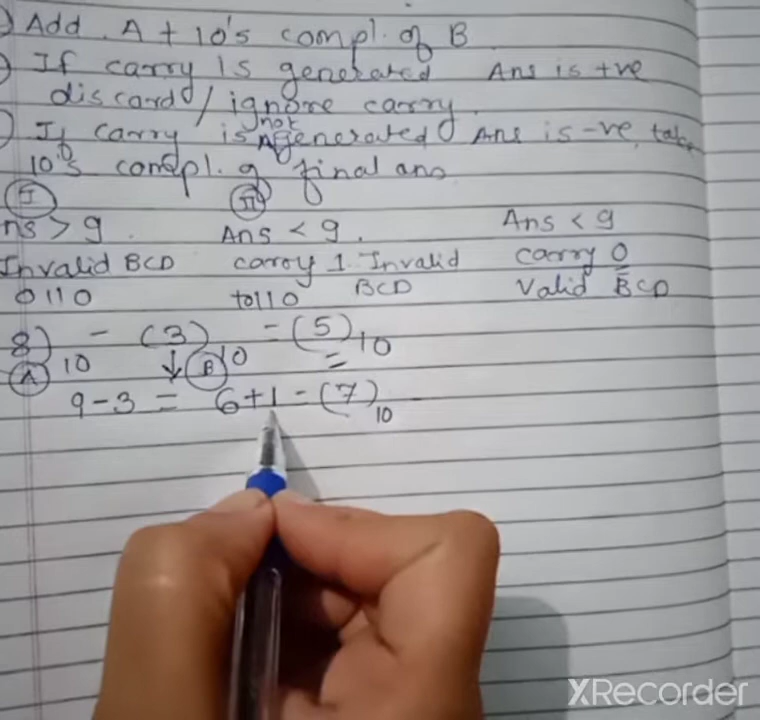 ) Add. A + 10's compl. of B
) If carry is generated Ans is +ve
discard / ignore carry.
) If carry is not generated Ans is -ve, take
10's compl. of final ans
I II
ns > 9. Ans < 9. Ans < 9
Invalid BCD carry 1. Invalid carry 0
0110 to110 BCD Valid BCD
8) - (3) = (5)10
A 10 ↓ B 10
9-3 = 6+1 = (7)10
XRecorder